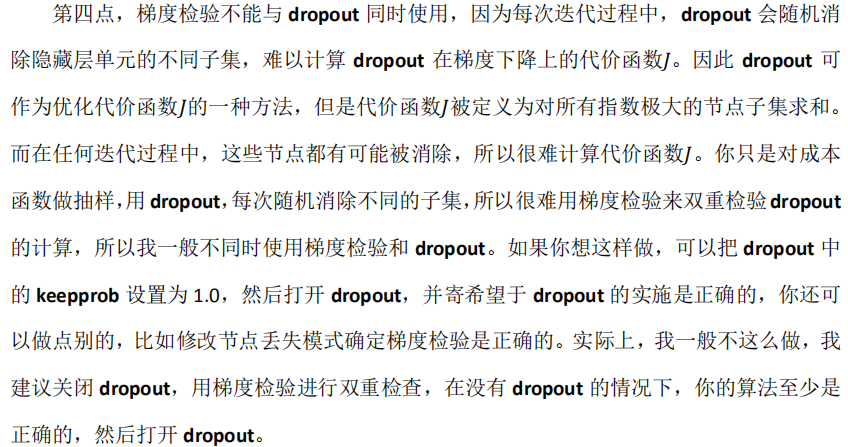 第四点，梯度检验不能与 dropout 同时使用，因为每次迭代过程中，dropout 会随机消
除隐藏层单元的不同子集，难以计算 dropout 在梯度下降上的代价函数J。因此 dropout 可
作为优化代价函数J的一种方法，但是代价函数J被定义为对所有指数极大的节点子集求和。
而在任何迭代过程中，这些节点都有可能被消除，所以很难计算代价函数J。你只是对成本
函数做抽样，用 dropout，每次随机消除不同的子集，所以很难用梯度检验来双重检验 dropout
的计算，所以我一般不同时使用梯度检验和 dropout。如果你想这样做，可以把 dropout 中
的 keepprob 设置为 1.0，然后打开 dropout，并寄希望于 dropout 的实施是正确的，你还可
以做点别的，比如修改节点丢失模式确定梯度检验是正确的。实际上，我一般不这么做，我
建议关闭 dropout，用梯度检验进行双重检查，在没有 dropout 的情况下，你的算法至少是
正确的，然后打开 dropout。